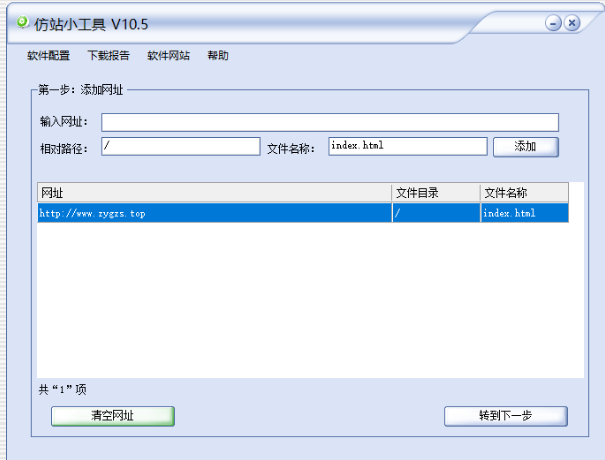 仿站小工具 V10.5
软件配置 下载报告 软件网站 帮助
第一步：添加网址
输入网址：
相对路径： / 文件名称： index.html 添加
网址 文件目录 文件名称
http://www.rygzs.top / index.html
共“1”项
清空网址 转到下一步